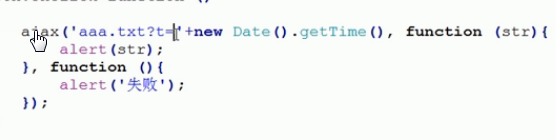 ajax('aaa.txt?t='+new Date().getTime(), function (str){
alert(str);
}, function (){
alert('失败');
});